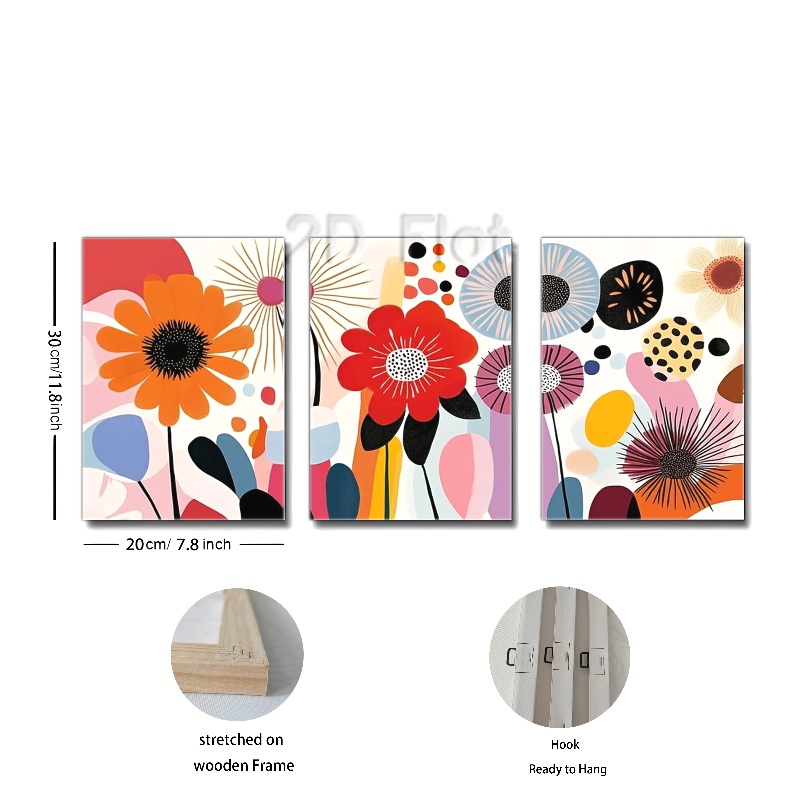 2D Flat
30cm/11.8inch
20cm/ 7.8 inch
stretched on
wooden Frame
Hook
Ready to Hang